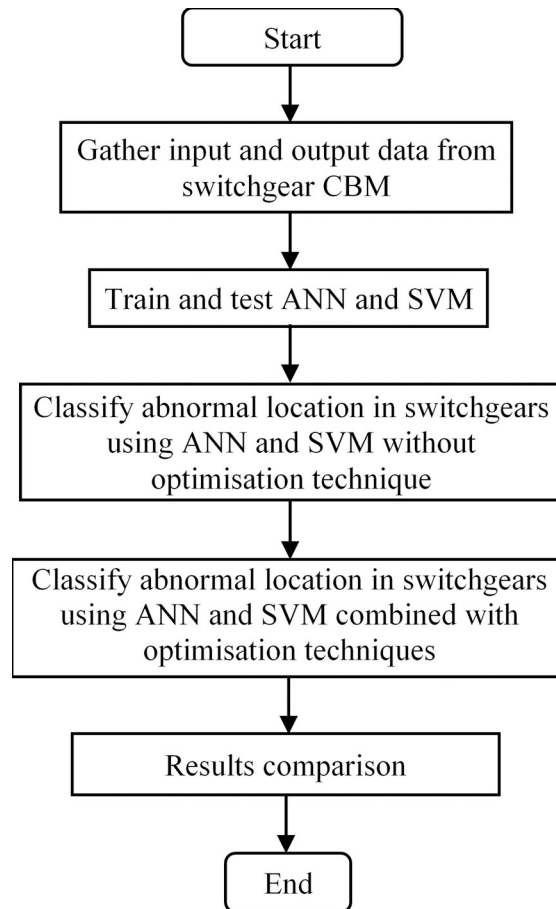 Start
Gather input and output data from
switchgear CBM
Train and test ANN and SVM
Classify abnormal location in switchgears
using ANN and SVM without
optimisation technique
Classify abnormal location in switchgears
using ANN and SVM combined with
optimisation techniques
Results comparison
End